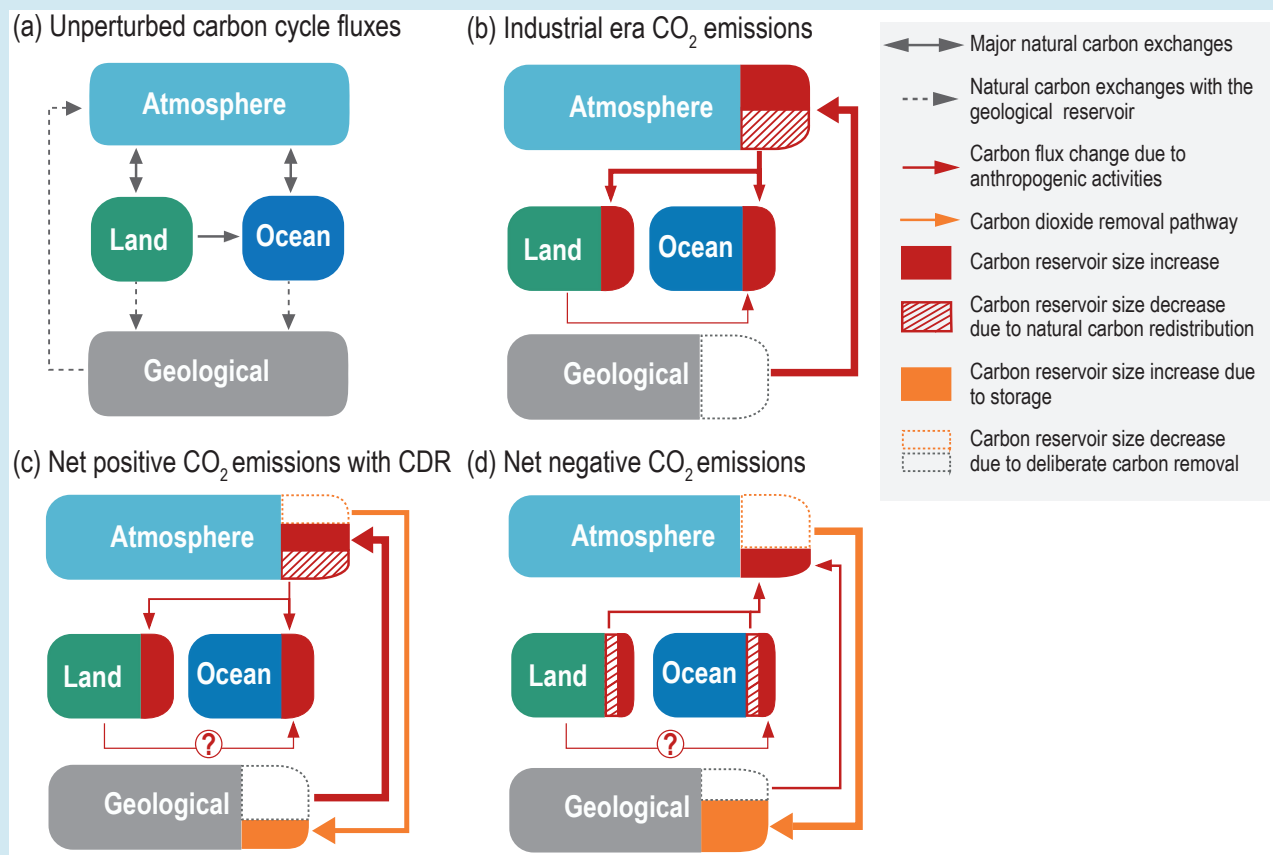 (a) Unperturbed carbon cycle fluxes
Atmosphere
Land
Ocean
Geological
(b) Industrial era CO₂ emissions
Atmosphere
Land
Ocean
Geological
Major natural carbon exchanges
Natural carbon exchanges with the
geological reservoir
Carbon flux change due to
anthropogenic activities
Carbon dioxide removal pathway
Carbon reservoir size increase
Carbon reservoir size decrease
due to natural carbon redistribution
Carbon reservoir size increase due
to storage
Carbon reservoir size decrease
due to deliberate carbon removal
(c) Net positive CO₂ emissions with CDR
Atmosphere
Land
Ocean
?
Geological
(d) Net negative CO₂ emissions
Atmosphere
Land
Ocean
?
Geological